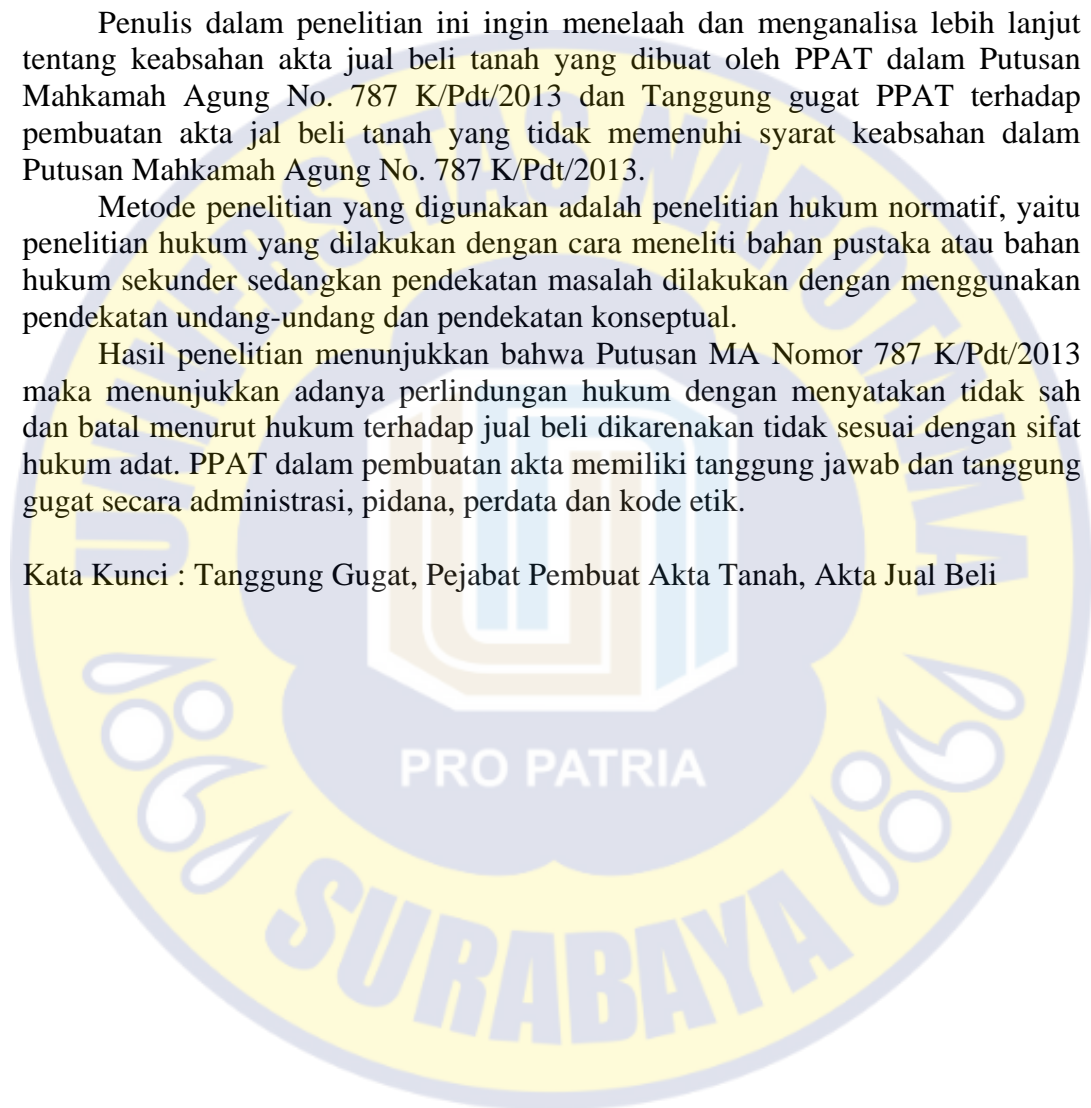 Penulis dalam penelitian ini ingin menelaah dan menganalisa lebih lanjut
tentang keabsahan akta jual beli tanah yang dibuat oleh PPAT dalam Putusan
Mahkamah Agung No. 787 K/Pdt/2013 dan Tanggung gugat PPAT terhadap
pembuatan akta jal beli tanah yang tidak memenuhi syarat keabsahan dalam
Putusan Mahkamah Agung No. 787 K/Pdt/2013.
Metode penelitian yang digunakan adalah penelitian hukum normatif, yaitu
penelitian hukum yang dilakukan dengan cara meneliti bahan pustaka atau bahan
hukum sekunder sedangkan pendekatan masalah dilakukan dengan menggunakan
pendekatan undang-undang dan pendekatan konseptual.
Hasil penelitian menunjukkan bahwa Putusan MA Nomor 787 K/Pdt/2013
maka menunjukkan adanya perlindungan hukum dengan menyatakan tidak sah
dan batal menurut hukum terhadap jual beli dikarenakan tidak sesuai dengan sifat
hukum adat. PPAT dalam pembuatan akta memiliki tanggung jawab dan tanggung
gugat secara administrasi, pidana, perdata dan kode etik.
Kata Kunci : Tanggung Gugat, Pejabat Pembuat Akta Tanah, Akta Jual Beli
UNIVERSITAS NAROTAMA
PRO PATRIA
SURABAYA